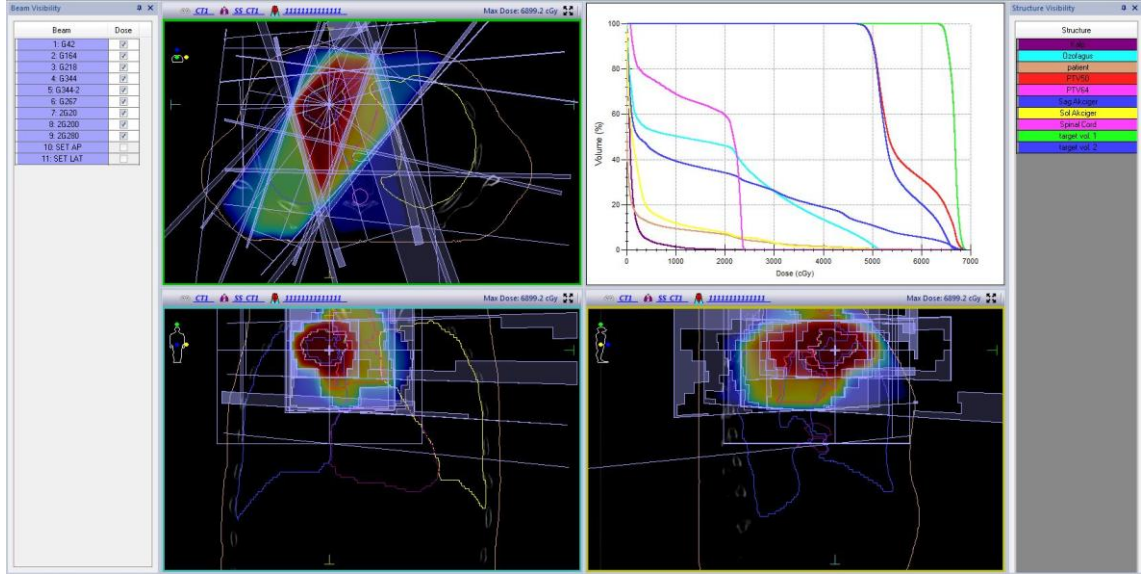 Beam Visibility
Beam Dose
1: G42
2: G164
3: G218
4: G344
5: G344-2
6: G267
7: 2G20
8: 2G200
9: 2G280
10: SET AP
11: SET LAT
CT1 SS CT1 11111111111111 Max Dose: 6899.2 cGy
Volume (%)
100
80
60
40
20
0
0 1000 2000 3000 4000 5000 6000 7000
Dose (cGy)
Structure Visibility
Structure
Ozofagus
patient
PTV50
PTV64
Sag Akciger
Sol Akciger
Spinal Cord
target vol. 1
target vol. 2
CT1 SS CT1 11111111111111 Max Dose: 6899.2 cGy
CT1 SS CT1 11111111111111 Max Dose: 6899.2 cGy